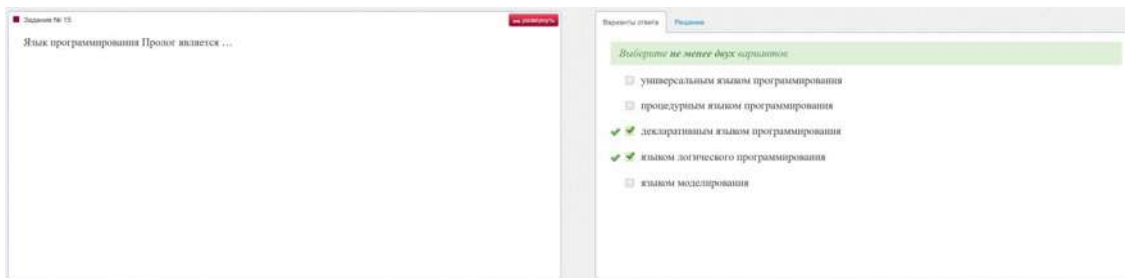 Задание № 15
развернуть
Язык программирования Пролог является …
Варианты ответа
Решение
Выберите не менее двух вариантов
универсальным языком программирования
процедурным языком программирования
декларативным языком программирования
языком логического программирования
языком моделирования